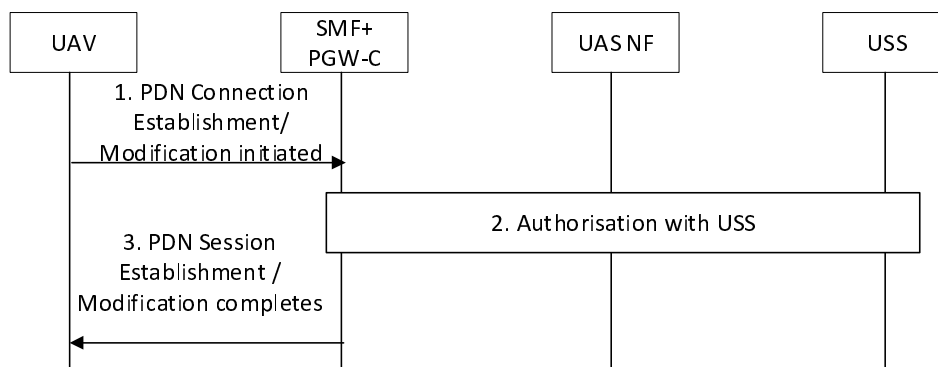 UAV
SMF+
PGW-C
UAS NF
USS
1. PDN Connection
Establishment/
Modification initiated
2. Authorisation with USS
3. PDN Session
Establishment /
Modification completes